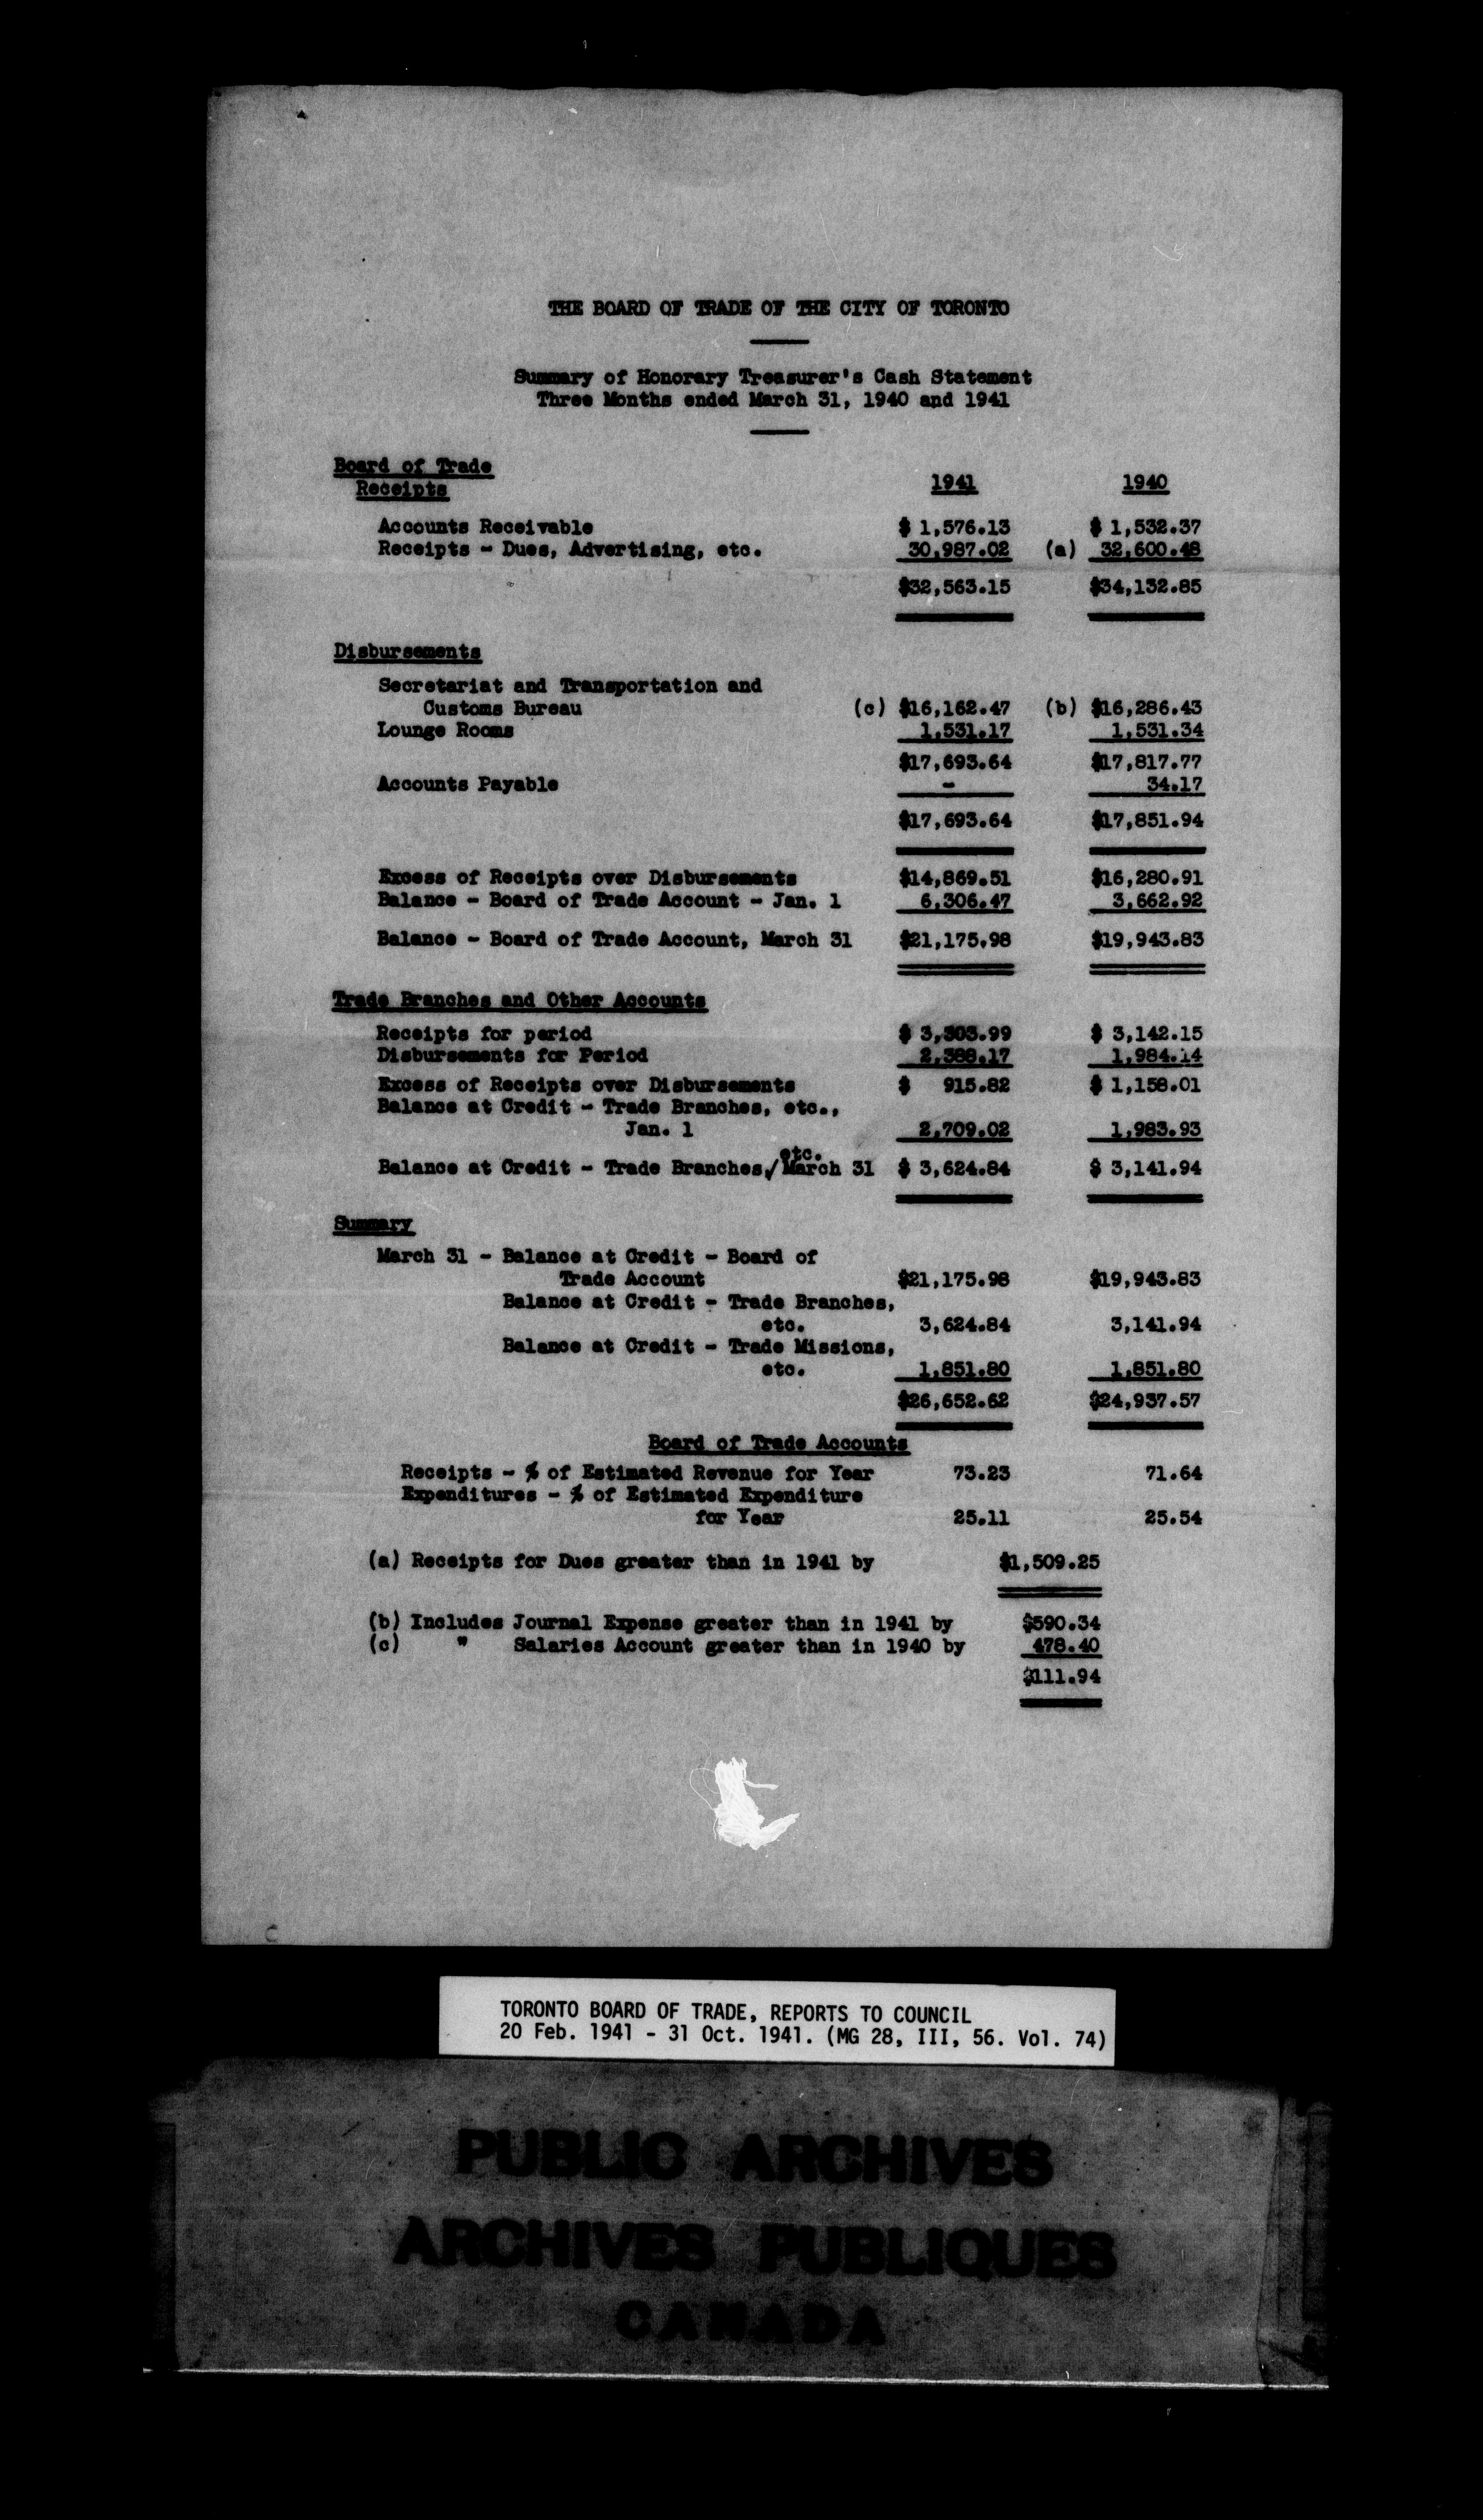 THE BOARD OF TRADE OF THE CITY OF TORONTO
Summary of Honorary Treasurer's Cash Statement
Three Months ended March 31, 1940 and 1941
Board of Trade
Receipts 1941 1940
Accounts Receivable $ 1,576.13 $ 1,532.37
Receipts - Dues, Advertising, etc. 30,987.02 (a) 32,600.48
$32,563.15 $34,132.85
Disbursements
Secretariat and Transportation and
Customs Bureau (c) $16,162.47 (b) $16,286.43
Lounge Rooms 1,531.17 1,531.34
$17,693.64 $17,817.77
Accounts Payable - 34.17
$17,693.64 $17,851.94
Excess of Receipts over Disbursements $14,869.51 $16,280.91
Balance - Board of Trade Account - Jan. 1 6,306.47 3,662.92
Balance - Board of Trade Account, March 31 $21,175.98 $19,943.83
Trade Branches and Other Accounts
Receipts for period $ 3,303.99 $ 3,142.15
Disbursements for Period 2,388.17 1,984.14
Excess of Receipts over Disbursements $ 915.82 $ 1,158.01
Balance at Credit - Trade Branches, etc.,
Jan. 1 2,709.02 1,983.93
etc.
Balance at Credit - Trade Branches,/March 31 $ 3,624.84 $ 3,141.94
Summary
March 31 - Balance at Credit - Board of
Trade Account $21,175.98 $19,943.83
Balance at Credit - Trade Branches,
etc. 3,624.84 3,141.94
Balance at Credit - Trade Missions,
etc. 1,851.80 1,851.80
$26,652.62 $24,937.57
Board of Trade Accounts
Receipts - % of Estimated Revenue for Year 73.23 71.64
Expenditures - % of Estimated Expenditure
for Year 25.11 25.54
(a) Receipts for Dues greater than in 1941 by $1,509.25
(b) Includes Journal Expense greater than in 1941 by $590.34
(c) " Salaries Account greater than in 1940 by 478.40
$111.94
TORONTO BOARD OF TRADE, REPORTS TO COUNCIL
20 Feb. 1941 - 31 Oct. 1941. (MG 28, III, 56. Vol. 74)
PUBLIC ARCHIVES
ARCHIVES PUBLIQUES
CANADA